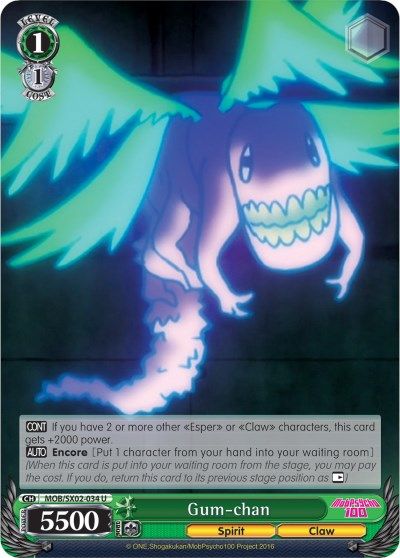 LEVEL
1
1
COST
CONT If you have 2 or more other «Esper» or «Claw» characters, this card
gets +2000 power.
AUTO Encore [Put 1 character from your hand into your waiting room]
(When this card is put into your waiting room from the stage, you may pay
the cost. If you do, return this card to its previous stage position as
CH MOB/SX02-034 U
POWER 5500
Gum-chan
Spirit Claw
MobPsycho
100
© ONE,Shogakukan/MobPsycho100 Project 2016